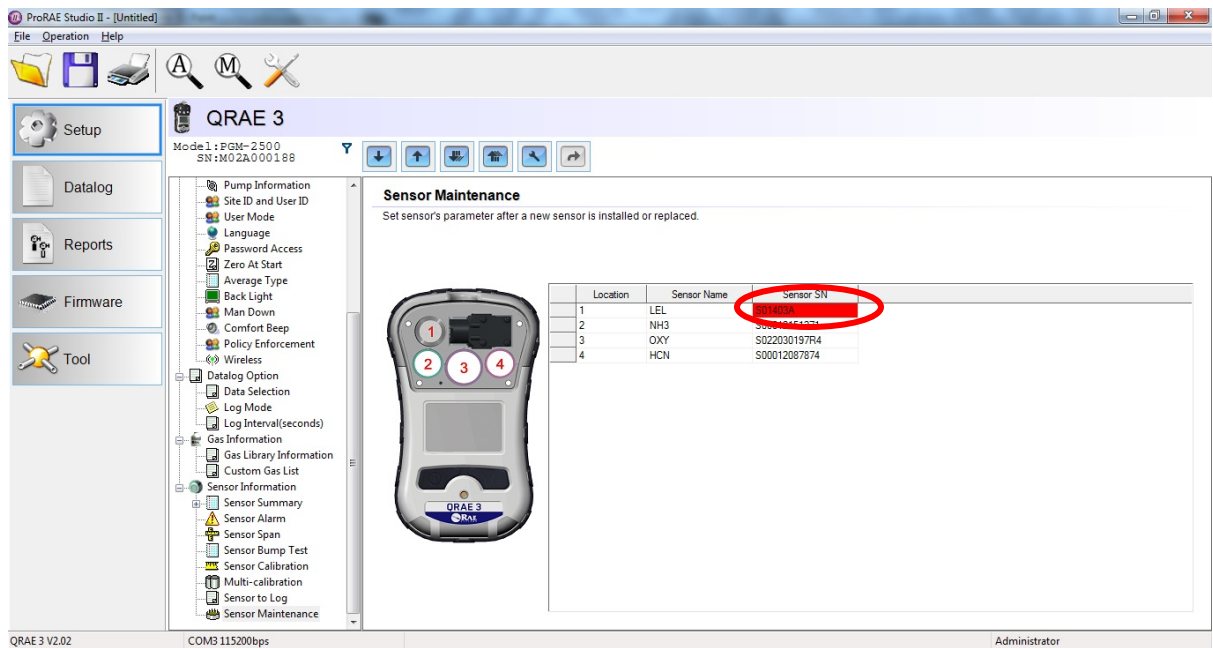 ProRAE Studio II - [Untitled]
File Operation Help
A M
Setup
Datalog
Reports
Firmware
Tool
QRAE 3
Model:PGM-2500
SN:M02A000188
Pump Information
Site ID and User ID
User Mode
Language
Password Access
Zero At Start
Average Type
Back Light
Man Down
Comfort Beep
Policy Enforcement
Wireless
Datalog Option
Data Selection
Log Mode
Log Interval(seconds)
Gas Information
Gas Library Information
Custom Gas List
Sensor Information
Sensor Summary
Sensor Alarm
Sensor Span
Sensor Bump Test
Sensor Calibration
Multi-calibration
Sensor to Log
Sensor Maintenance
Sensor Maintenance
Set sensor's parameter after a new sensor is installed or replaced.
1
2 3 4
QRAE 3
RAE
Location Sensor Name Sensor SN
1 LEL S01403A
2 NH3
3 OXY S022030197R4
4 HCN S00012087874
QRAE 3 V2.02 COM3 115200bps Administrator